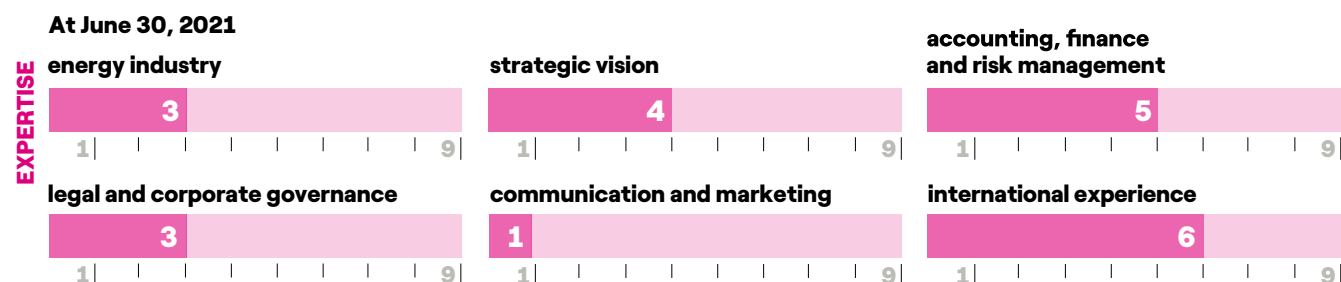 At June 30, 2021
EXPERTISE
energy industry
3
1 9
strategic vision
4
1 9
accounting, finance
and risk management
5
1 9
legal and corporate governance
3
1 9
communication and marketing
1
1 9
international experience
6
1 9